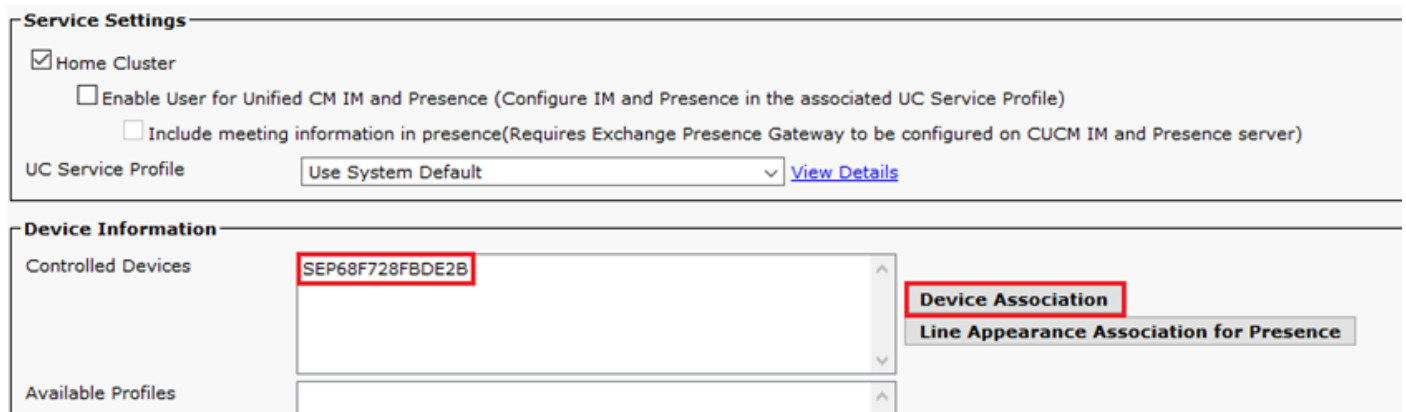 Service Settings
Home Cluster
Enable User for Unified CM IM and Presence (Configure IM and Presence in the associated UC Service Profile)
Include meeting information in presence(Requires Exchange Presence Gateway to be configured on CUCM IM and Presence server)
UC Service Profile Use System Default View Details
Device Information
Controlled Devices SEP68F728FBDE2B
Device Association
Line Appearance Association for Presence
Available Profiles